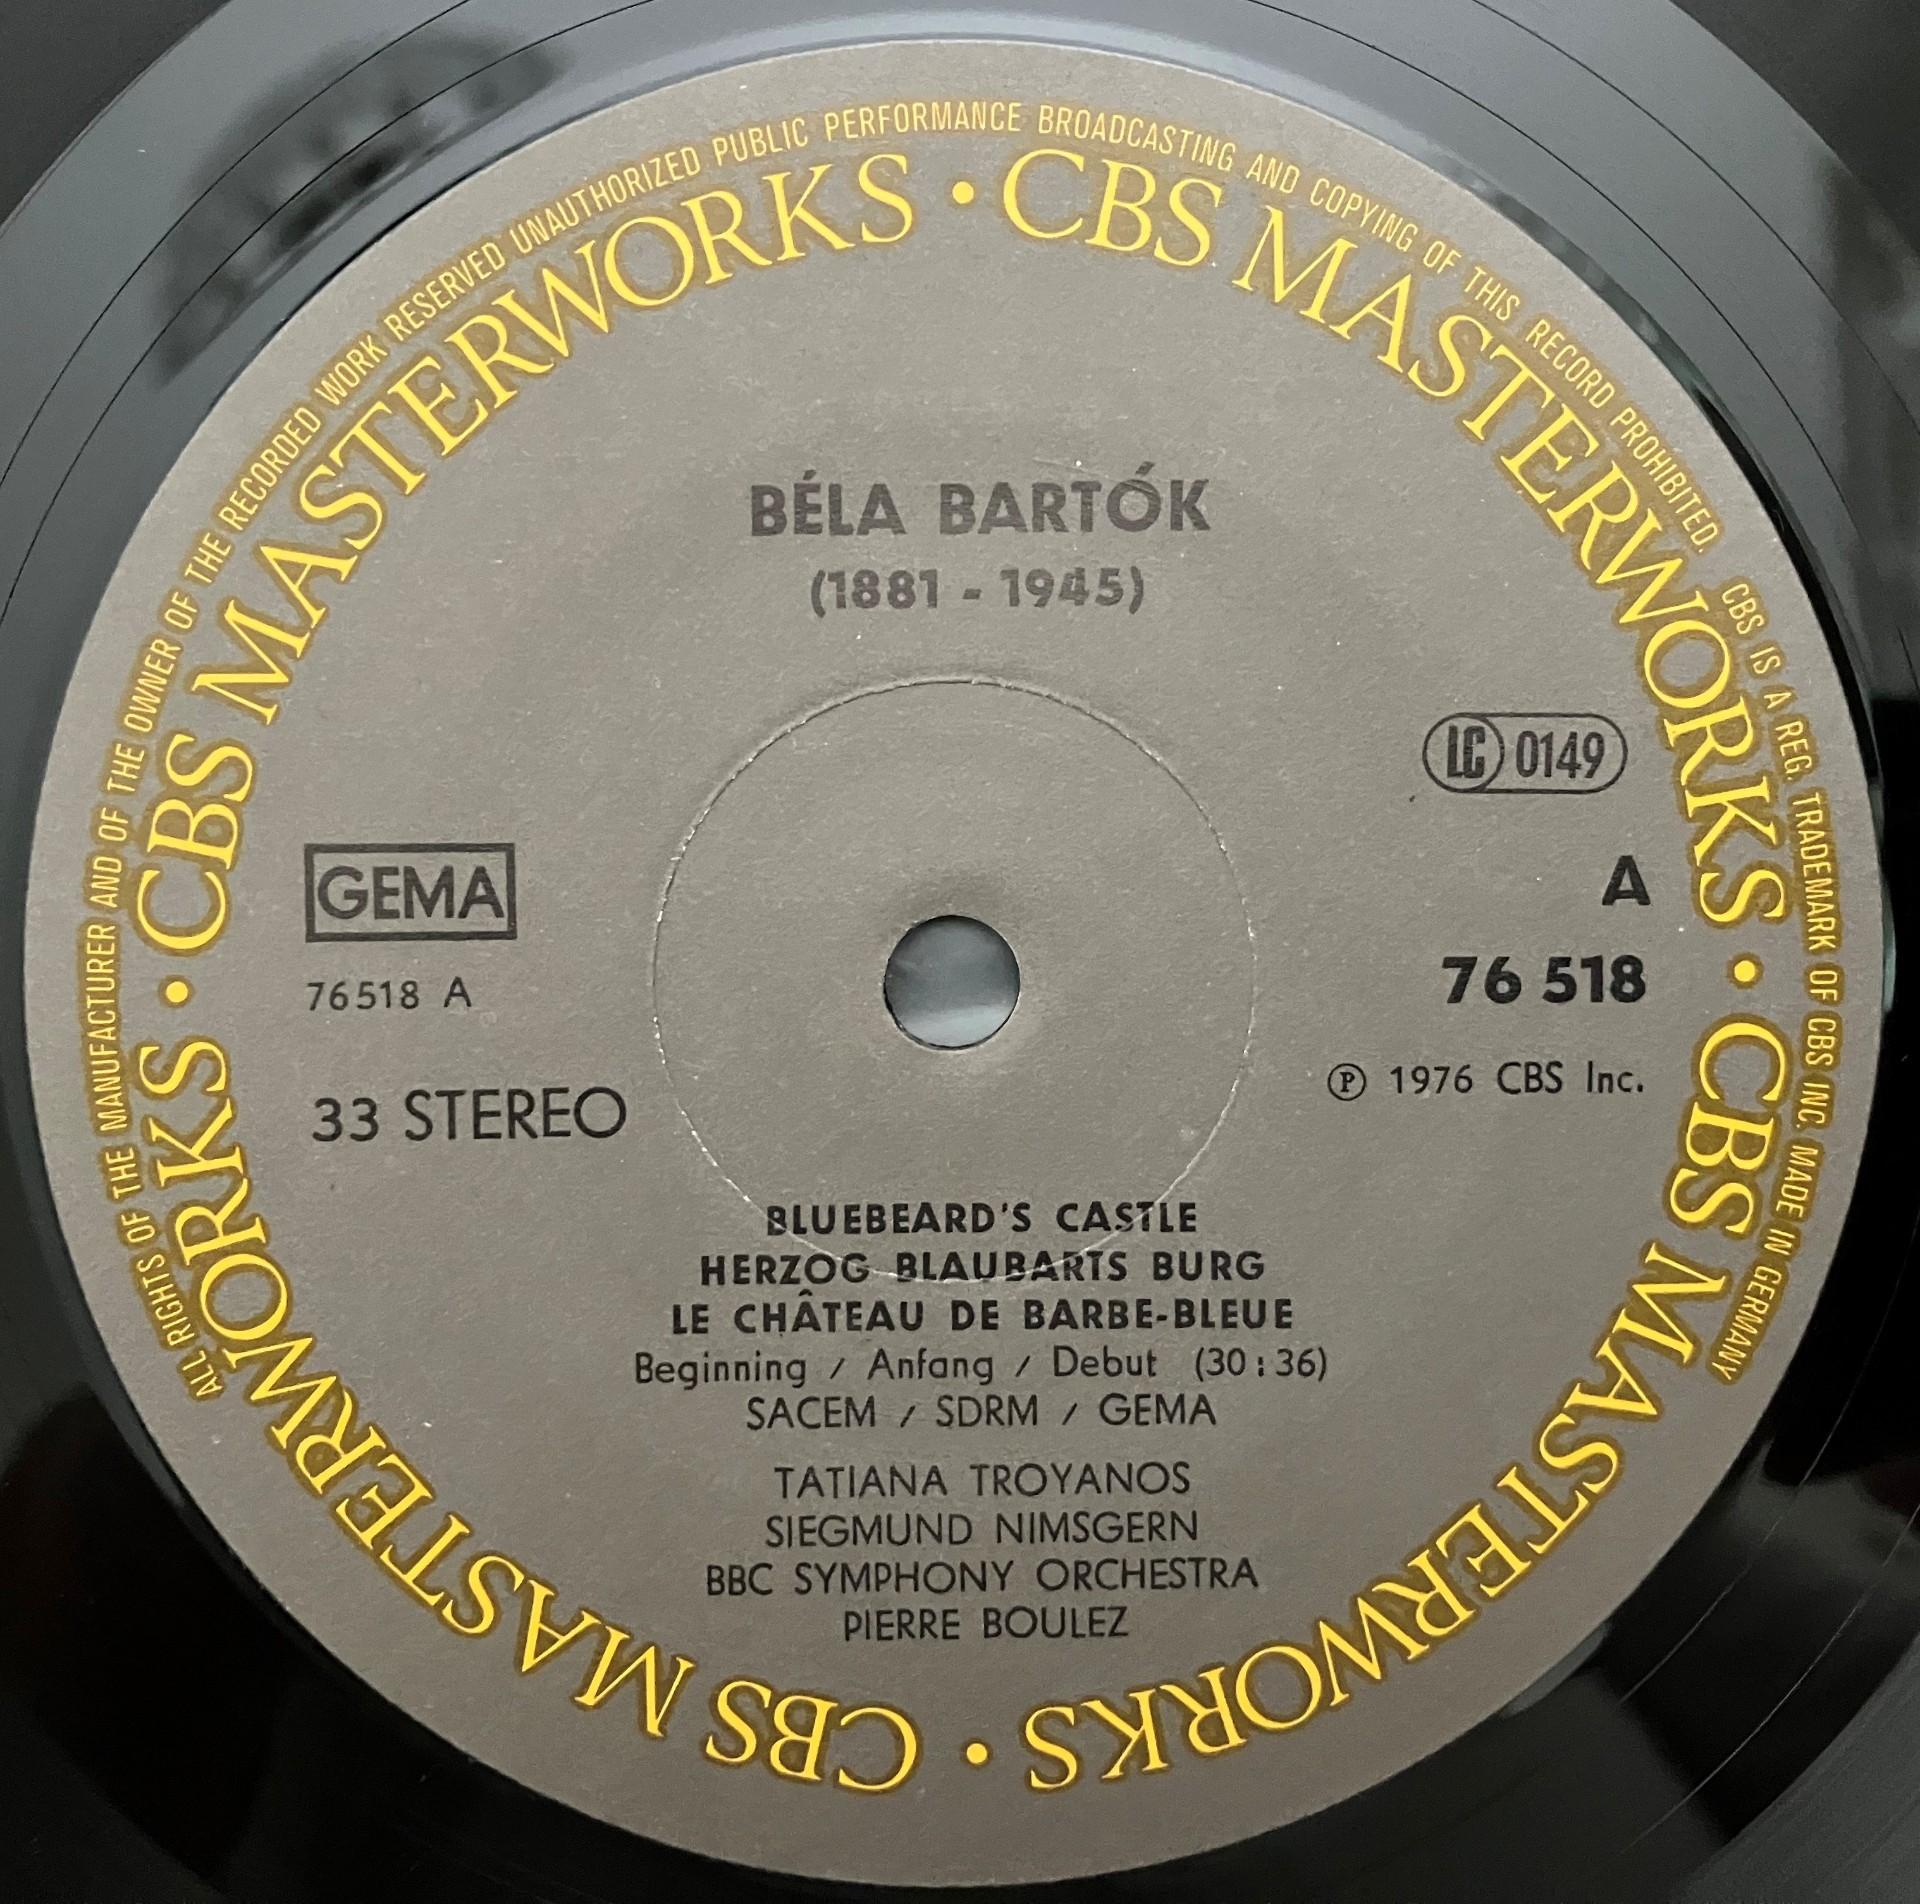 ALL RIGHTS OF THE MANUFACTURER AND OF THE OWNER OF THE RECORDED WORK RESERVED UNAUTHORIZED PUBLIC PERFORMANCE BROADCASTING AND COPYING OF THIS RECORD PROHIBITED. CBS IS A REG. TRADEMARK OF CBS INC. MADE IN GERMANY
CBS MASTERWORKS • CBS MASTERWORKS • CBS MASTERWORKS • CBS MASTERWORKS •
BÉLA BARTÓK
(1881 - 1945)
LC 0149
GEMA
A
76518 A
76 518
33 STEREO
℗ 1976 CBS Inc.
BLUEBEARD'S CASTLE
HERZOG BLAUBARTS BURG
LE CHÂTEAU DE BARBE-BLEUE
Beginning / Anfang / Debut (30:36)
SACEM / SDRM / GEMA
TATIANA TROYANOS
SIEGMUND NIMSGERN
BBC SYMPHONY ORCHESTRA
PIERRE BOULEZ